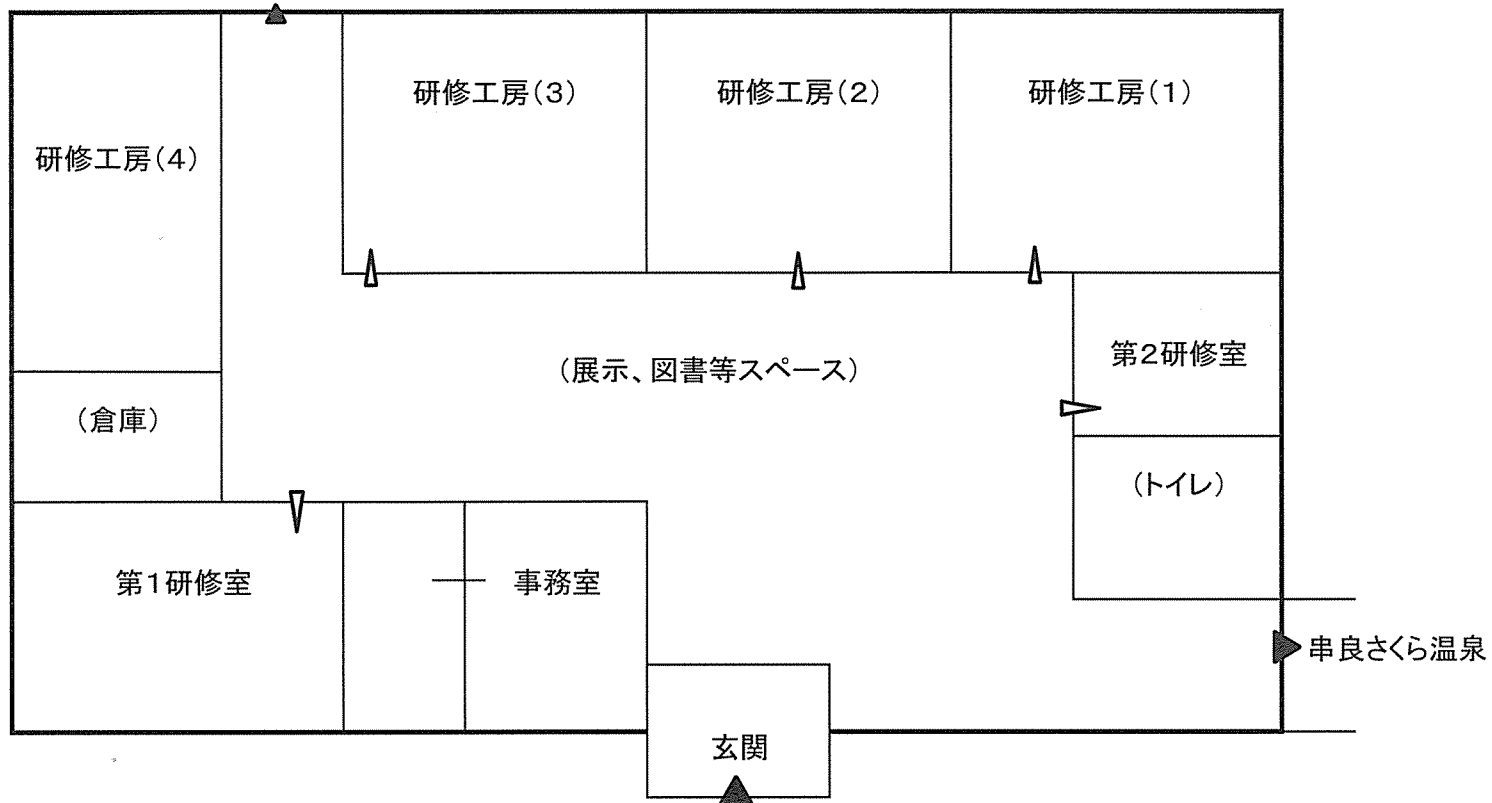 研修工房(3)
研修工房(2)
研修工房(1)
研修工房(4)
(展示、図書等スペース)
第2研修室
(倉庫)
(トイレ)
第1研修室
事務室
串良さくら温泉
玄関